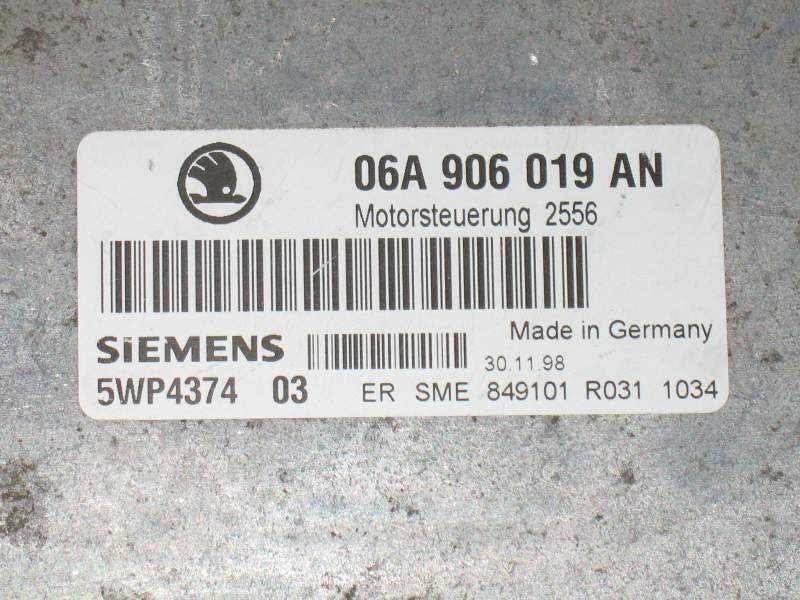 06A 906 019 AN
Motorsteuerung 2556
Made in Germany
SIEMENS
30.11.98
5WP4374 03 ER SME 849101 R031 1034